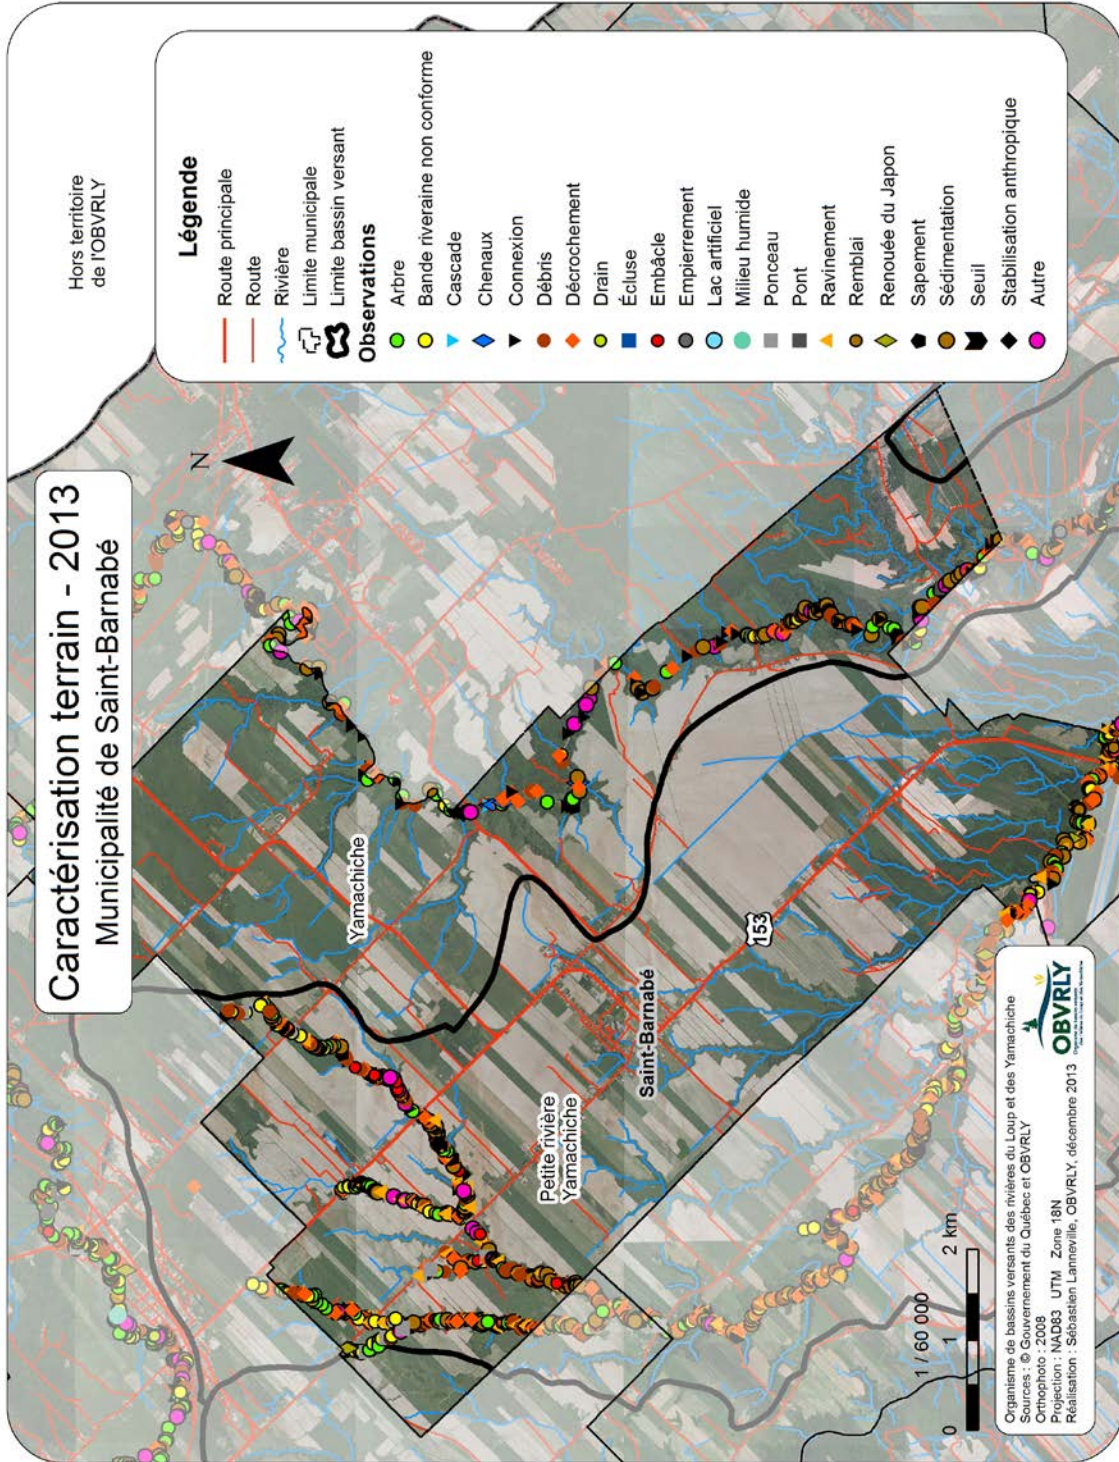 Caractérisation terrain - 2013
Municipalité de Saint-Barnabé
Hors territoire
de l'OBVRLY
N
Légende
Route principale
Route
Rivière
Limite municipale
Limite bassin versant
Observations
Arbre
Bande riveraine non conforme
Cascade
Chenaux
Connexion
Débris
Décrochement
Drain
Écluse
Embâcle
Empierrement
Lac artificiel
Milieu humide
Ponceau
Pont
Ravinement
Remblai
Renouée du Japon
Sapement
Sédimentation
Seuil
Stabilisation anthropique
Autre
Yamachiche
Petite rivière
Yamachiche
Saint-Barnabé
153
1 / 60 000
0 1 2 km
Organisme de bassins versants des rivières du Loup et des Yamachiche
Sources : © Gouvernement du Québec et OBVRLY
Orthophoto : 2008
Projection : NAD83 UTM Zone 18N
Réalisation : Sébastien Lanneville, OBVRLY, décembre 2013
OBVRLY